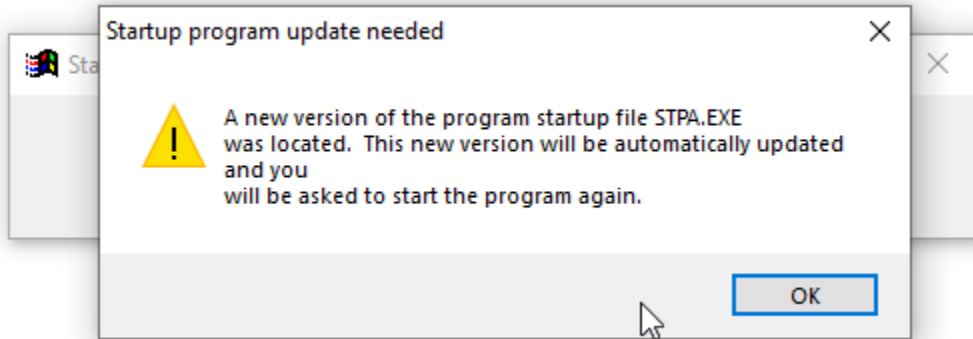 Startup program update needed
Sta
A new version of the program startup file STPA.EXE
was located.  This new version will be automatically updated
and you
will be asked to start the program again.
OK